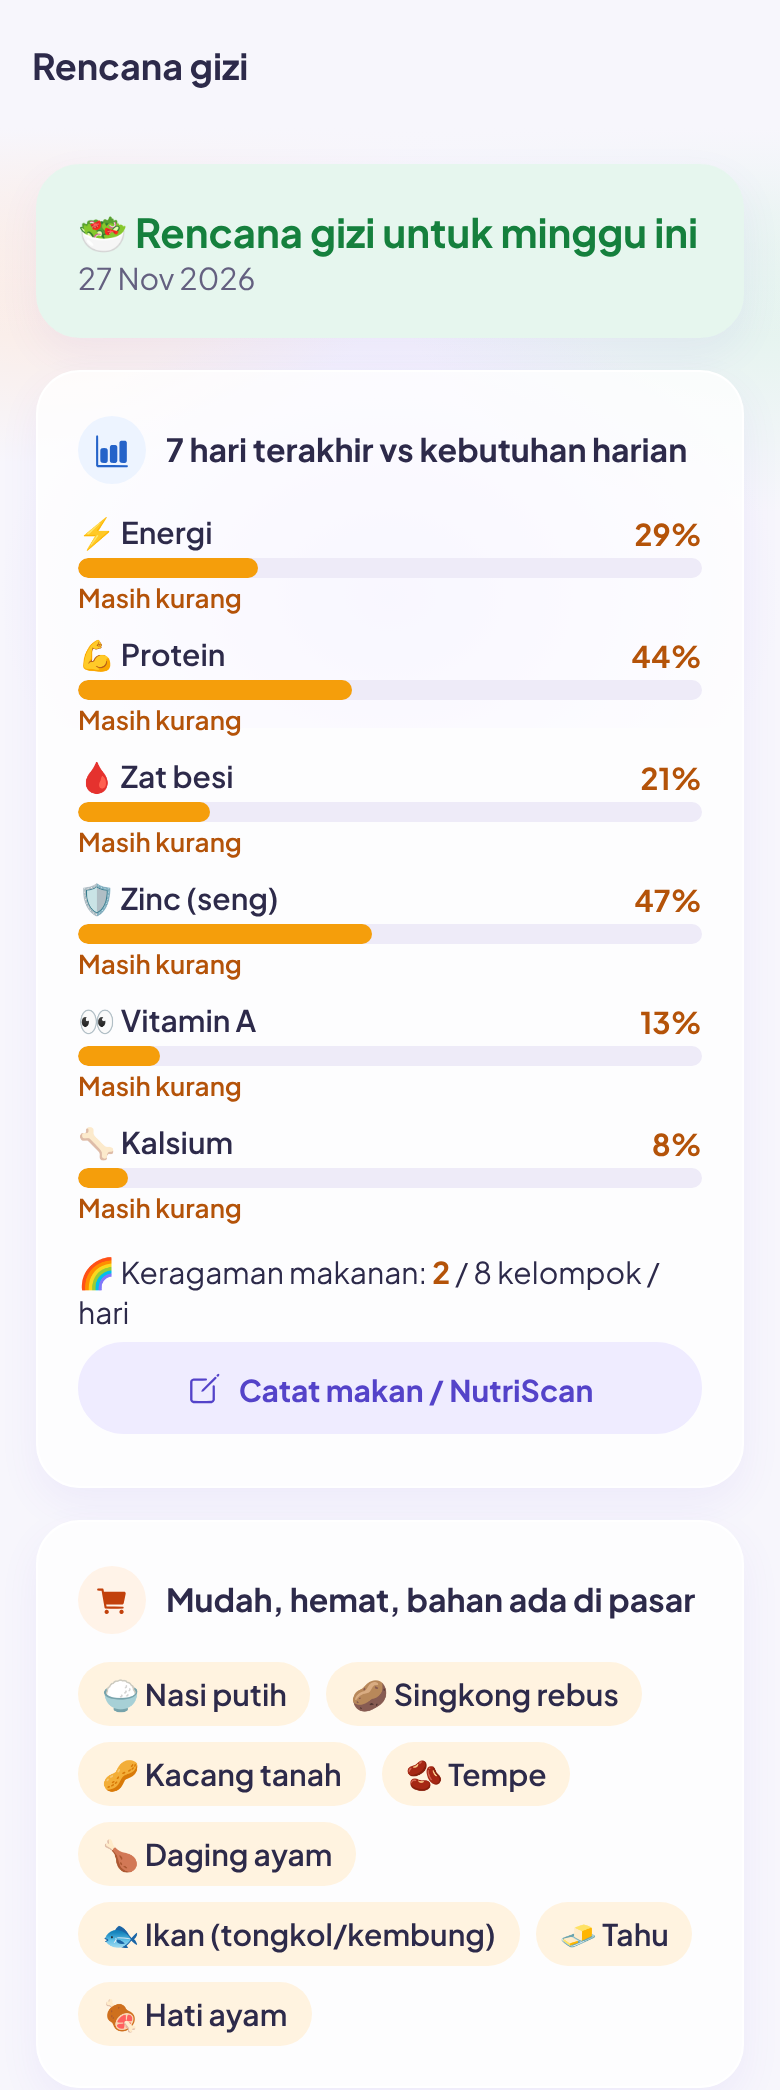 Rencana gizi
🥗 Rencana gizi untuk minggu ini
27 Nov 2026
7 hari terakhir vs kebutuhan harian
⚡ Energi 29%
Masih kurang
💪 Protein 44%
Masih kurang
🩸 Zat besi 21%
Masih kurang
🛡️ Zinc (seng) 47%
Masih kurang
👀 Vitamin A 13%
Masih kurang
🦴 Kalsium 8%
Masih kurang
🌈 Keragaman makanan: 2 / 8 kelompok /
hari
Catat makan / NutriScan
Mudah, hemat, bahan ada di pasar
🍚 Nasi putih 🥔 Singkong rebus
🥜 Kacang tanah 🫘 Tempe
🍗 Daging ayam
🐟 Ikan (tongkol/kembung) 🧈 Tahu
🍖 Hati ayam